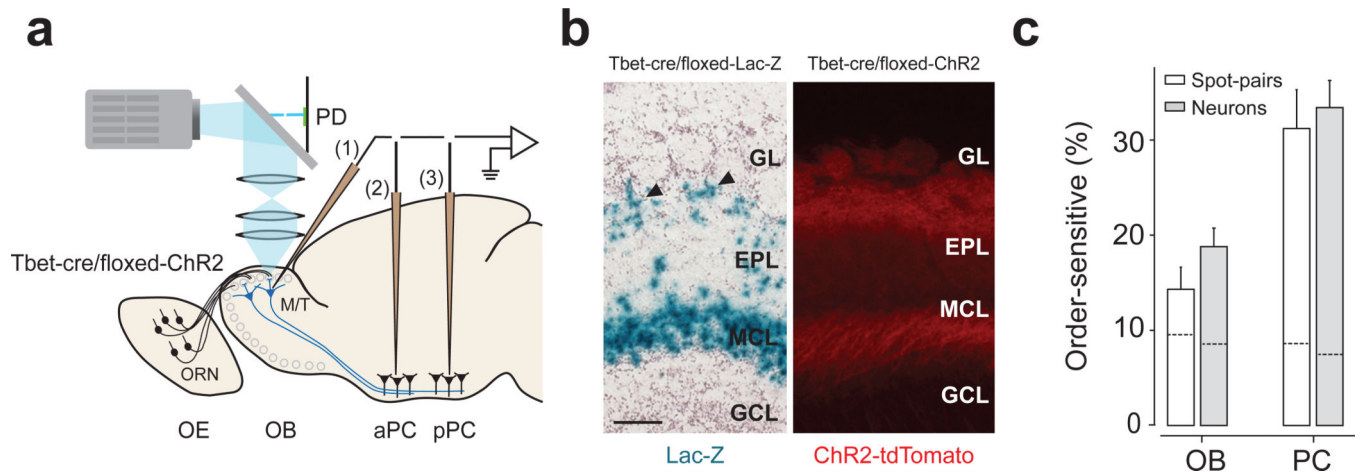 a
PD
(1)
(2)
(3)
Tbet-cre/floxed-ChR2
M/T
ORN
OE
OB
aPC
pPC
b
Tbet-cre/floxed-Lac-Z
Tbet-cre/floxed-ChR2
GL
EPL
MCL
GCL
GL
EPL
MCL
GCL
Lac-Z
ChR2-tdTomato
c
Spot-pairs
Neurons
Order-sensitive (%)
30
20
10
0
OB
PC